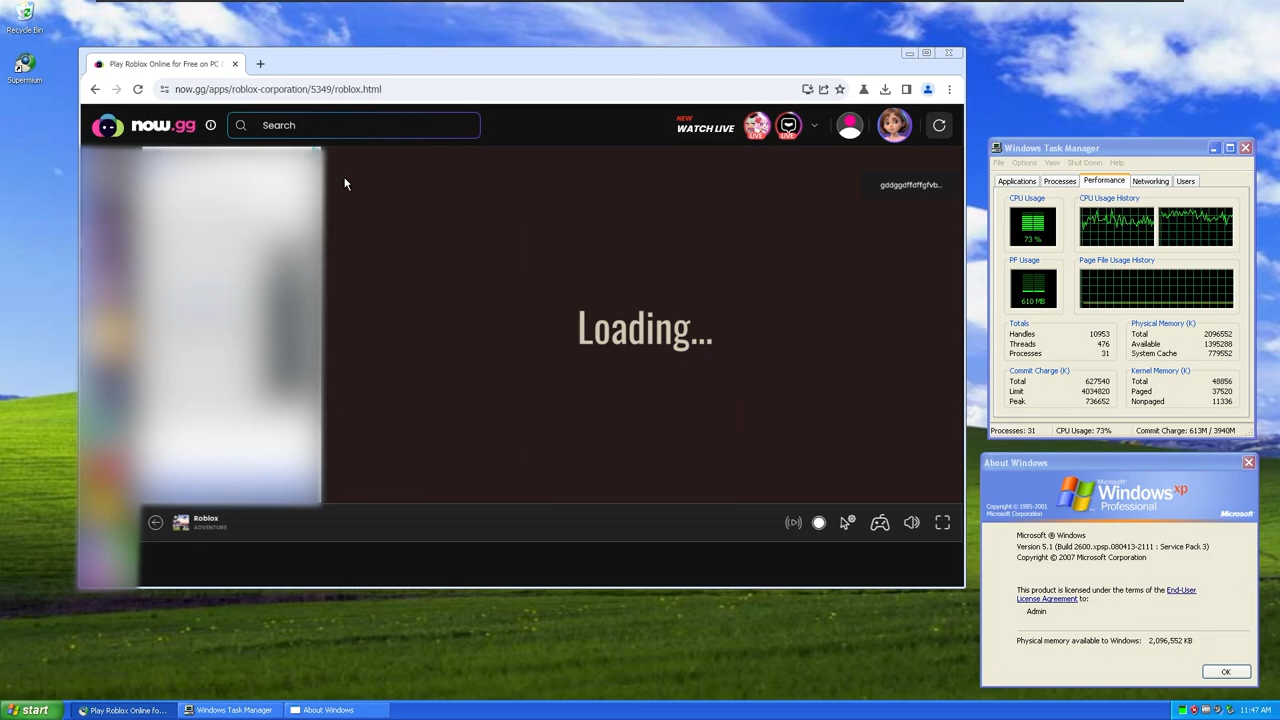 Recycle Bin
Supermium
Play Roblox Online for Free on PC
now.gg/apps/roblox-corporation/5349/roblox.html
now.gg
Search
NEW
WATCH LIVE
LIVE
LIVE
gddggdffdffgfvb...
Loading...
Roblox
ADVENTURE
Windows Task Manager
File Options View Shut Down Help
Applications Processes Performance Networking Users
CPU Usage CPU Usage History
73 %
PF Usage Page File Usage History
610 MB
Totals
Handles 10953
Threads 476
Processes 31
Physical Memory (K)
Total 2096552
Available 1395288
System Cache 779552
Commit Charge (K)
Total 627540
Limit 4034820
Peak 736652
Kernel Memory (K)
Total 48856
Paged 37520
Nonpaged 11336
Processes: 31 CPU Usage: 73% Commit Charge: 613M / 3940M
About Windows
Copyright © 1985-2001
Microsoft Corporation
Microsoft
Windows xp
Professional
Microsoft
Microsoft ® Windows
Version 5.1 (Build 2600.xpsp.080413-2111 : Service Pack 3)
Copyright © 2007 Microsoft Corporation
This product is licensed under the terms of the End-User
License Agreement to:
Admin
Physical memory available to Windows: 2,096,552 KB
OK
start
Play Roblox Online fo...
Windows Task Manager
About Windows
11:47 AM